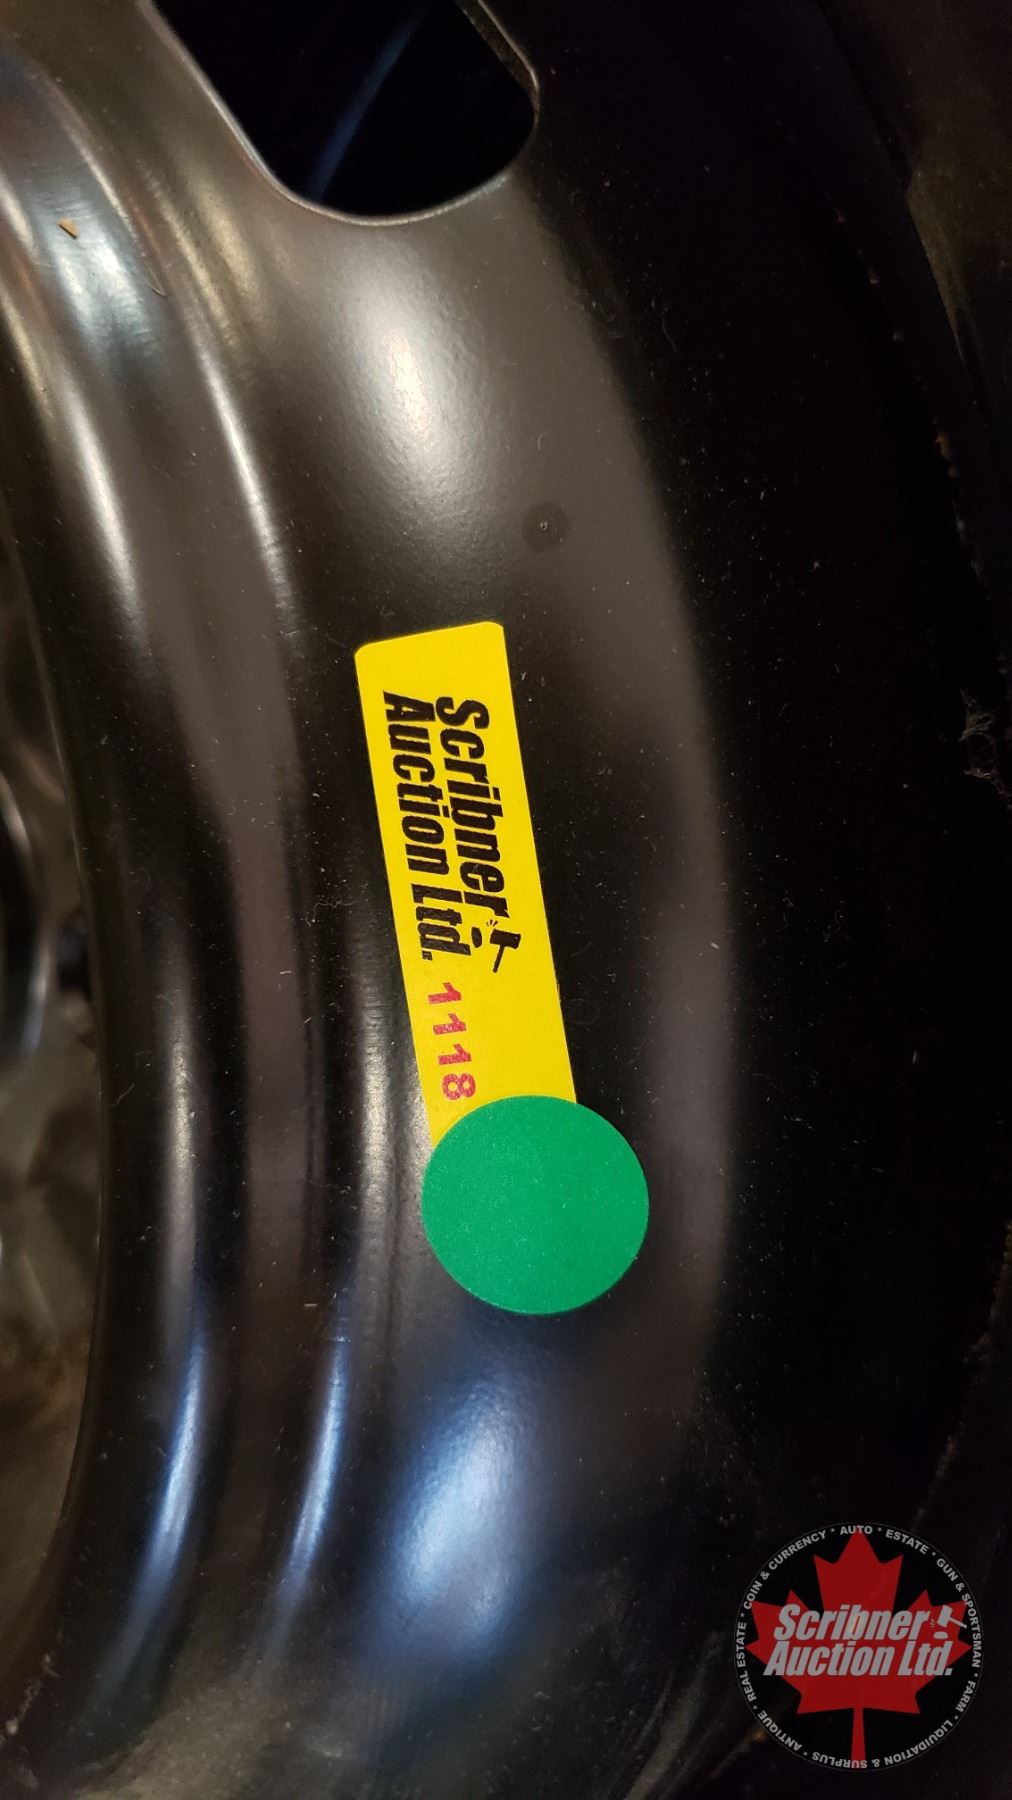 Scribner
Auction Ltd.
1118
COIN & CURRENCY * AUTO * ESTATE * GUN & SPORTSMAN * FARM * LIQUIDATION & SURPLUS * ANTIQUE * REAL ESTATE *
Scribner
Auction Ltd.